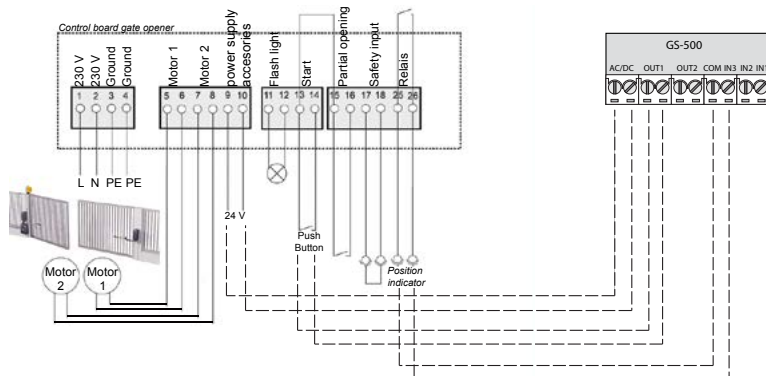 Control board gate opener
230 V
230 V
Ground
Ground
Motor 1
Motor 2
power supply
accesories
Flash light
Start
Partial opening
Safety input
Relais
1 2 3 4
5 6 7 8 9 10
11 12 13 14
15 16 17 18 25 26
L N PE PE
24 V
Push
Button
Position
indicator
Motor
2
Motor
1
GS-500
AC/DC OUT1 OUT2 COM IN3 IN2 IN1